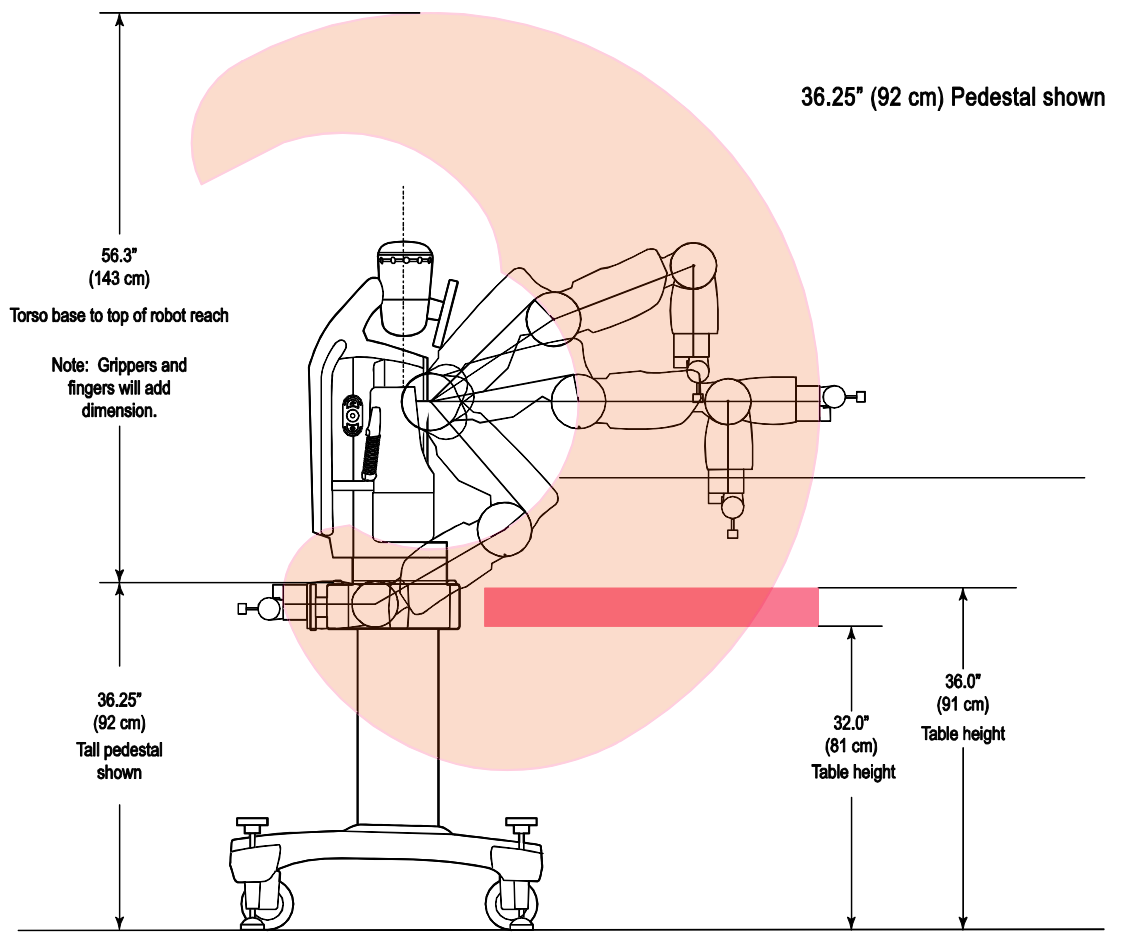 36.25” (92 cm) Pedestal shown
56.3”
(143 cm)
Torso base to top of robot reach
Note: Grippers and
fingers will add
dimension.
36.25”
(92 cm)
Tall pedestal
shown
32.0”
(81 cm)
Table height
36.0”
(91 cm)
Table height